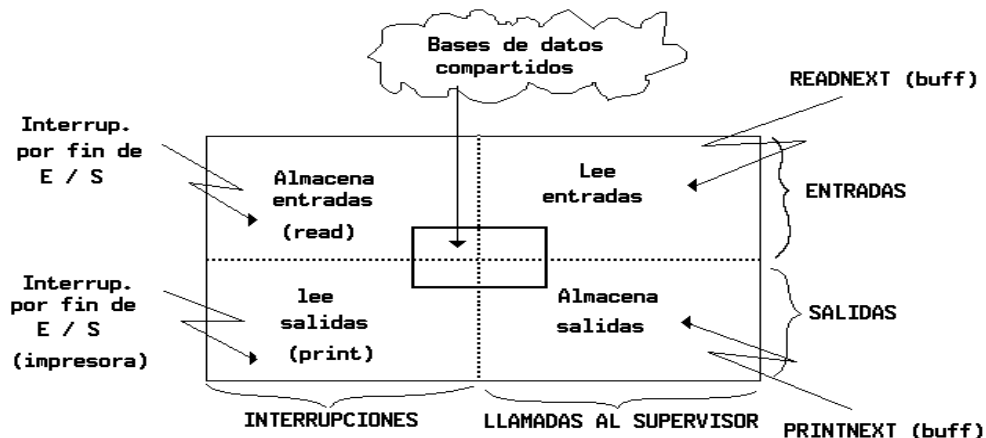 Bases de datos
compartidos
READNEXT (buff)
Interrup.
por fin de
E / S
Almacena
entradas
(read)
Lee
entradas
ENTRADAS
Interrup.
por fin de
E / S
(impresora)
lee
salidas
(print)
Almacena
salidas
SALIDAS
INTERRUPCIONES
LLAMADAS AL SUPERVISOR
PRINTNEXT (buff)